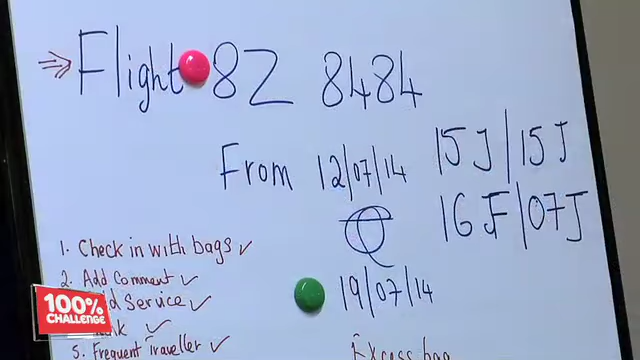 ⇒ Flight 8Z 8484
From 12/07/14 15J/15J
16JF/07J
Q
19/07/14
1. Check in with bags ✓
2. Add Comment ✓
Service ✓
✓
5. Frequent Traveller ✓
Excess bag
100%
CHALLENGE